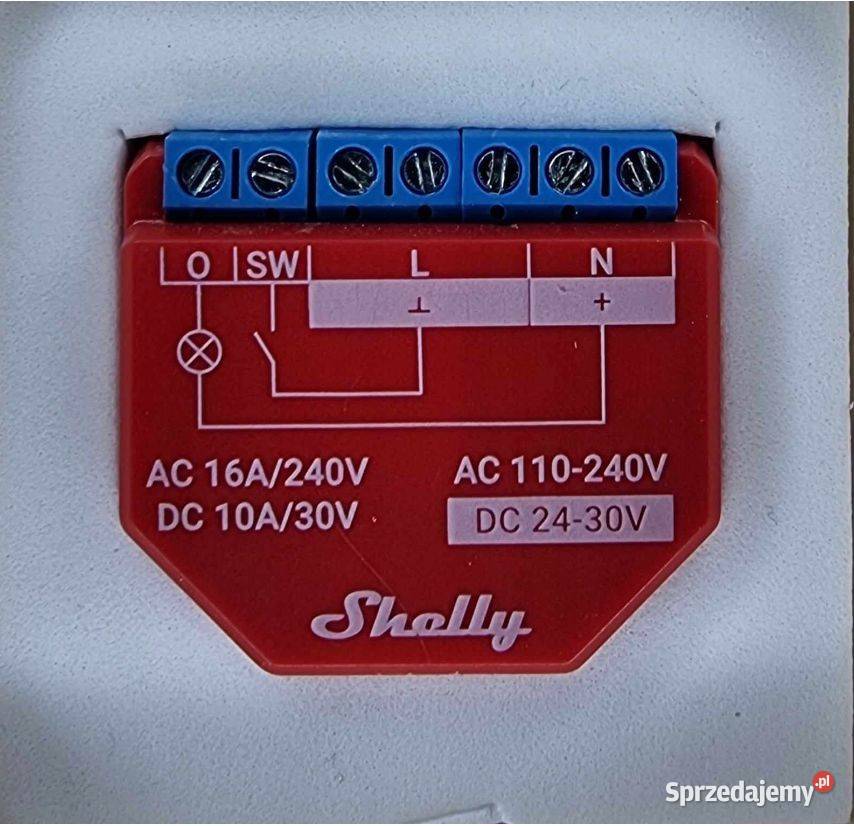 O SW L N
⊥ +
AC 16A/240V AC 110-240V
DC 10A/30V DC 24-30V
Shelly
Sprzedajemy.pl